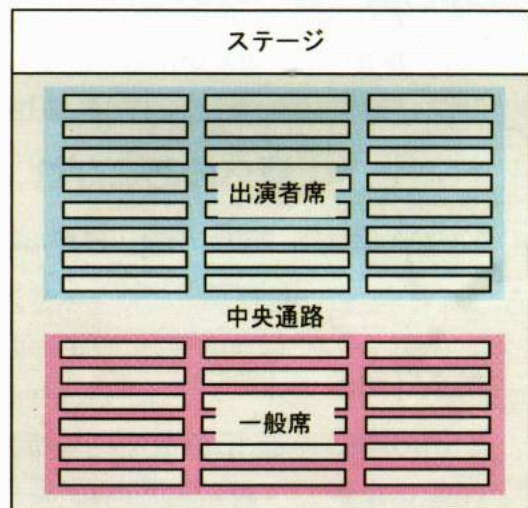 ステージ
出演者席
中央通路
一般席